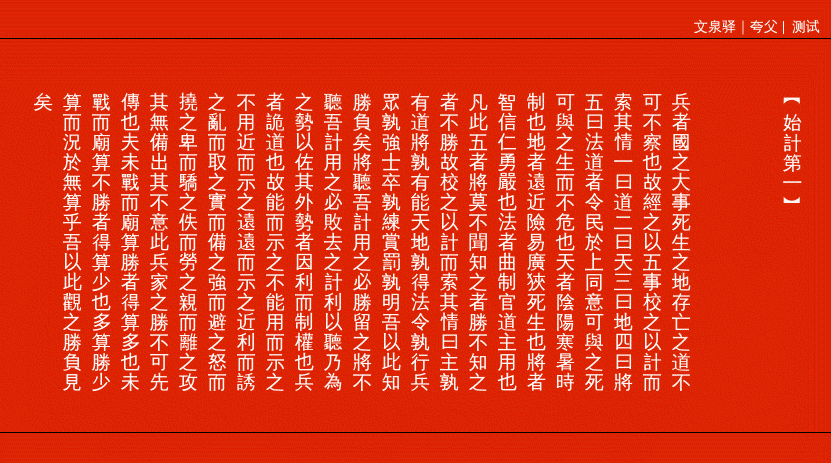 文泉驿｜夸父｜测试
【始計第一】
兵者國之大事死生之地存亡之道不
可不察也故經之以五事校之以計而
索其情一曰道二曰天三曰地四曰將
五曰法道者令民於上同意可與之死
可與之生而不危也天者陰陽寒暑時
制也地者遠近險易廣狹死生也將者
智信仁勇嚴也法者曲制官道主用也
凡此五者將莫不聞知之者勝不知之
者不勝故校之以計而索其情曰主孰
有道將孰有能天地孰得法令孰行兵
眾孰強士卒孰練賞罰孰明吾以此知
勝負矣將聽吾計用之必勝留之將不
聽吾計用之必敗去之計利以聽乃為
之勢以佐其外勢者因利而制權也兵
者詭道也故能而示之不能用而示之
不用近而示之遠遠而示之近利而誘
之亂而取之實而備之強而避之怒而
撓之卑而驕之佚而勞之親而離之攻
其無備出其不意此兵家之勝不可先
傳也夫未戰而廟算勝者得算多也未
戰而廟算不勝者得算少也多算勝少
算而況於無算乎吾以此觀之勝負見
矣